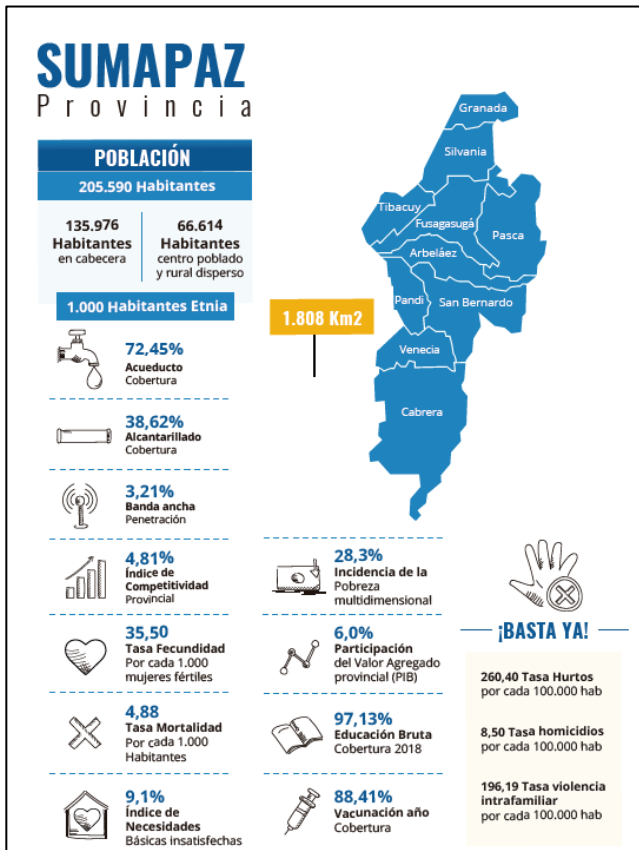 SUMAPAZ
Provincia
POBLACIÓN
205.590 Habitantes
135.976
Habitantes
en cabecera
66.614
Habitantes
centro poblado
y rural disperso
1.000 Habitantes Etnia
72,45%
Acueducto
Cobertura
38,62%
Alcantarillado
Cobertura
3,21%
Banda ancha
Penetración
4,81%
Índice de
Competitividad
Provincial
35,50
Tasa Fecundidad
Por cada 1.000
mujeres fértiles
4,88
Tasa Mortalidad
Por cada 1.000
Habitantes
9,1%
Índice de
Necesidades
Básicas insatisfechas
1.808 Km2
Granada
Silvania
Tibacuy
Fusagasugá
Pasca
Arbeláez
Pandi
San Bernardo
Venecia
Cabrera
28,3%
Incidencia de la
Pobreza
multidimensional
6,0%
Participación
del Valor Agregado
provincial (PIB)
97,13%
Educación Bruta
Cobertura 2018
88,41%
Vacunación año
Cobertura
¡BASTA YA!
260,40 Tasa Hurtos
por cada 100.000 hab
8,50 Tasa homicidios
por cada 100.000 hab
196,19 Tasa violencia
intrafamiliar
por cada 100.000 hab